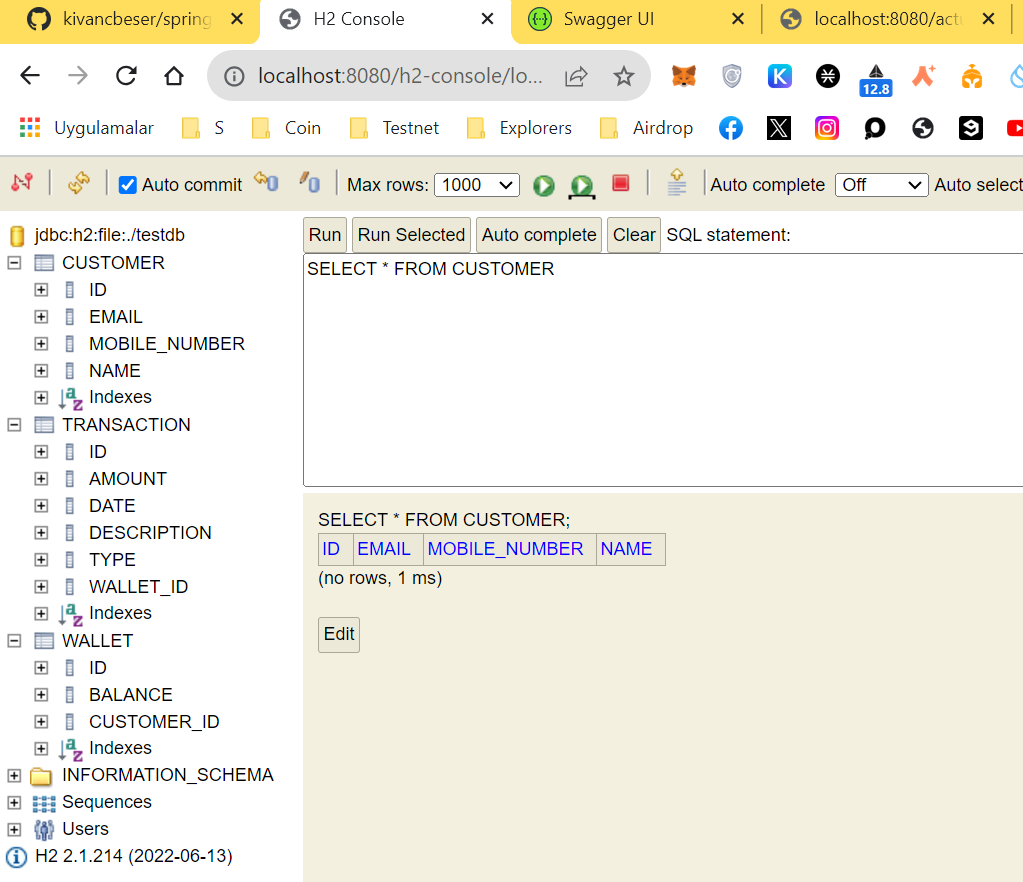 kivancbeser/spring
H2 Console
Swagger UI
localhost:8080/act
localhost:8080/h2-console/lo...
12.8
Uygulamalar
S
Coin
Testnet
Explorers
Airdrop
Auto commit
Max rows:
1000
Auto complete
Off
Auto select
jdbc:h2:file:./testdb
CUSTOMER
ID
EMAIL
MOBILE_NUMBER
NAME
Indexes
TRANSACTION
ID
AMOUNT
DATE
DESCRIPTION
TYPE
WALLET_ID
Indexes
WALLET
ID
BALANCE
CUSTOMER_ID
Indexes
INFORMATION_SCHEMA
Sequences
Users
H2 2.1.214 (2022-06-13)
Run
Run Selected
Auto complete
Clear
SQL statement:
SELECT * FROM CUSTOMER
SELECT * FROM CUSTOMER;
ID EMAIL MOBILE_NUMBER NAME
(no rows, 1 ms)
Edit